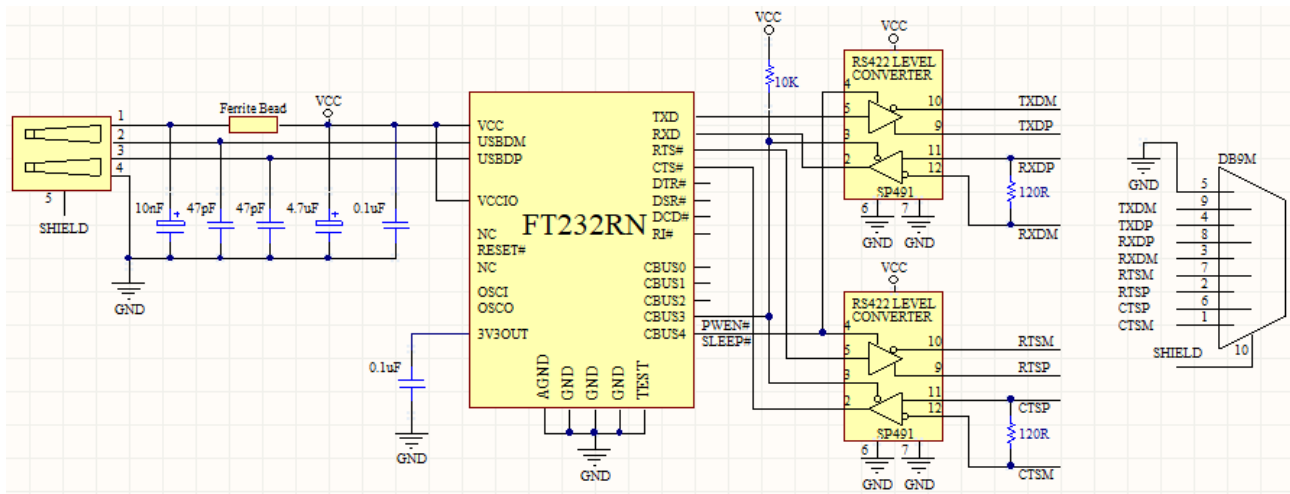 1
2
3
4
5
SHIELD
Ferrite Bead
VCC
10nF
+
47pF
47pF
4.7uF
+
0.1uF
GND
0.1uF
GND
VCC
USBDM
USBDP
VCCIO
NC
RESET#
NC
OSCI
OSCO
3V3OUT
FT232RN
TXD
RXD
RTS#
CTS#
DTR#
DSR#
DCD#
RI#
CBUS0
CBUS1
CBUS2
CBUS3
CBUS4
AGND
GND
GND
GND
TEST
GND
PWEN#
SLEEP#
VCC
10K
VCC
RS422 LEVEL
CONVERTER
4
5
3
2
10
9
11
12
SP491
6
7
GND
GND
TXDM
TXDP
RXDP
120R
RXDM
VCC
RS422 LEVEL
CONVERTER
4
5
3
2
10
9
11
12
SP491
6
7
GND
GND
RTSM
RTSP
CTSP
120R
CTSM
GND
DB9M
5
TXDM 9
TXDP 4
RXDP 8
RXDM 3
RTSM 7
RTSP 2
CTSP 6
CTSM 1
SHIELD 10